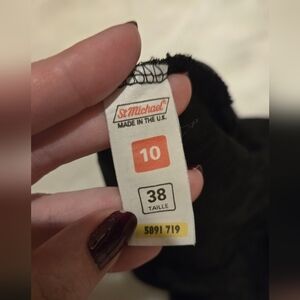 St Michael®
MADE IN THE U.K.
10
38
TAILLE
5891 719